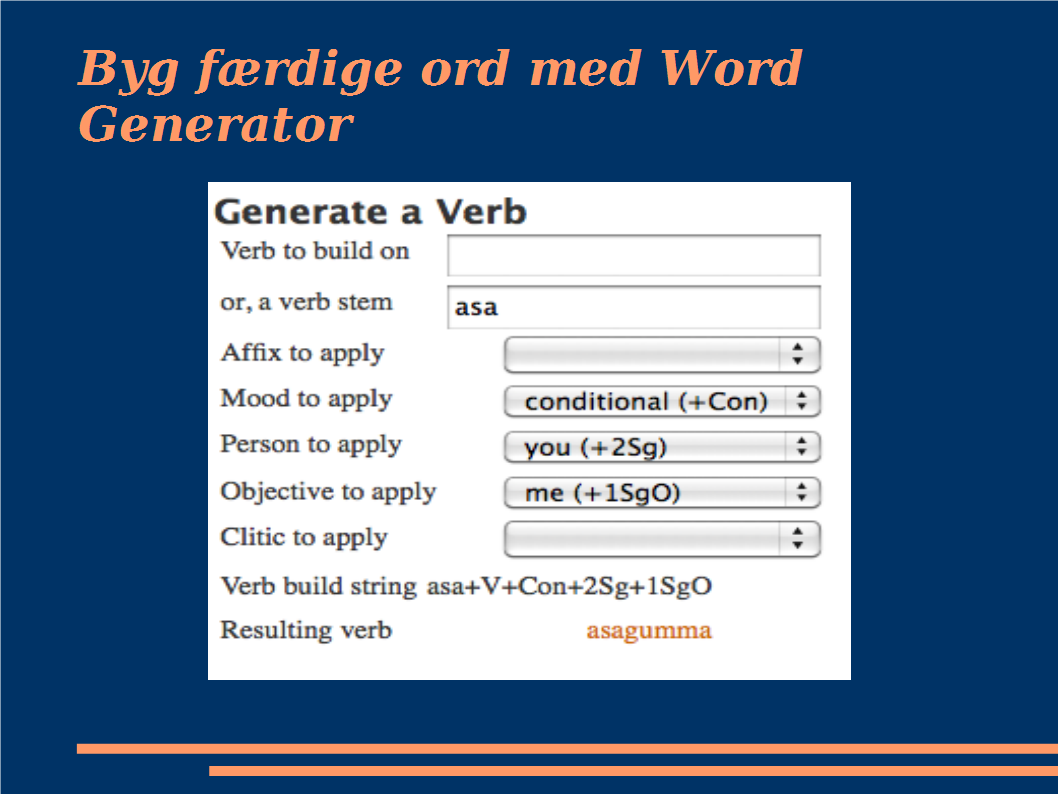 Byg færdige ord med Word
Generator
Generate a Verb
Verb to build on
or, a verb stem asa
Affix to apply
Mood to apply conditional (+Con)
Person to apply you (+2Sg)
Objective to apply me (+1SgO)
Clitic to apply
Verb build string asa+V+Con+2Sg+1SgO
Resulting verb asagumma